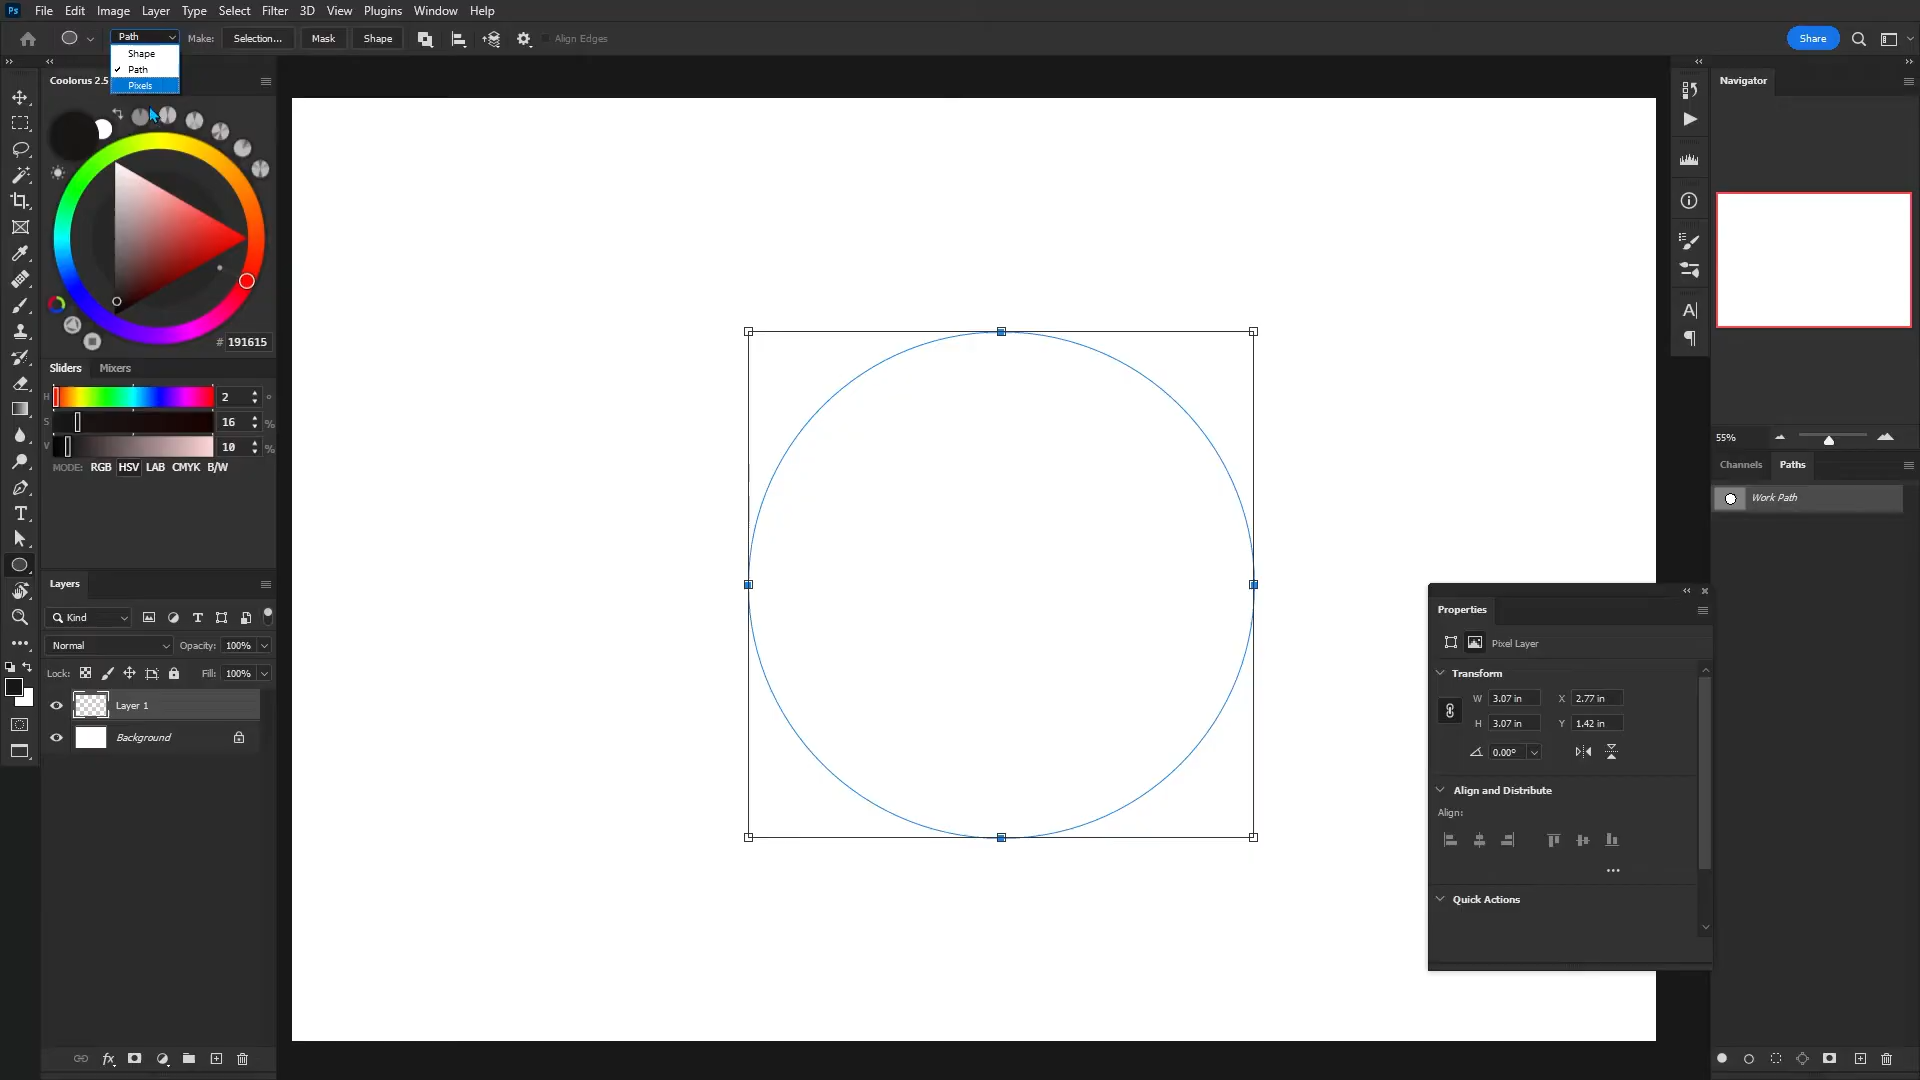 Ps File Edit Image Layer Type Select Filter 3D View Plugins Window Help
Path Make: Selection... Mask Shape Align Edges Share
Shape
Path
Pixels
Coolorus 2.5
# 191615
Sliders Mixers
H 2 °
S 16 %
V 10 %
MODE: RGB HSV LAB CMYK B/W
Layers
Kind
Normal Opacity: 100%
Lock: Fill: 100%
Layer 1
Background
Navigator
55%
Channels Paths
Work Path
Properties
Pixel Layer
Transform
W 3.07 in X 2.77 in
H 3.07 in Y 1.42 in
0.00°
Align and Distribute
Align:
Quick Actions